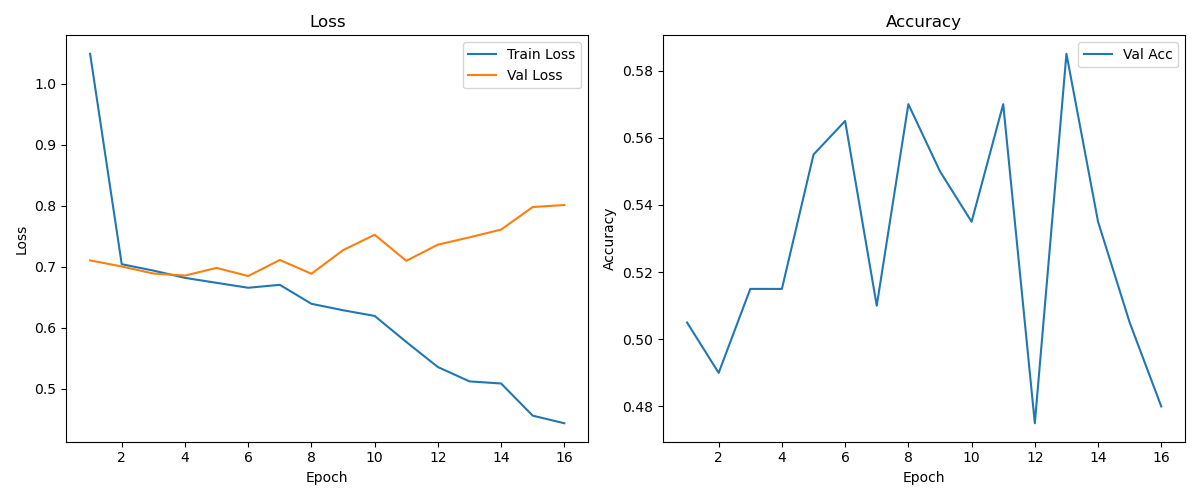 Loss
Train Loss
Val Loss
1.0
0.9
0.8
0.7
0.6
0.5
Loss
2 4 6 8 10 12 14 16
Epoch
Accuracy
Val Acc
0.58
0.56
0.54
0.52
0.50
0.48
Accuracy
2 4 6 8 10 12 14 16
Epoch